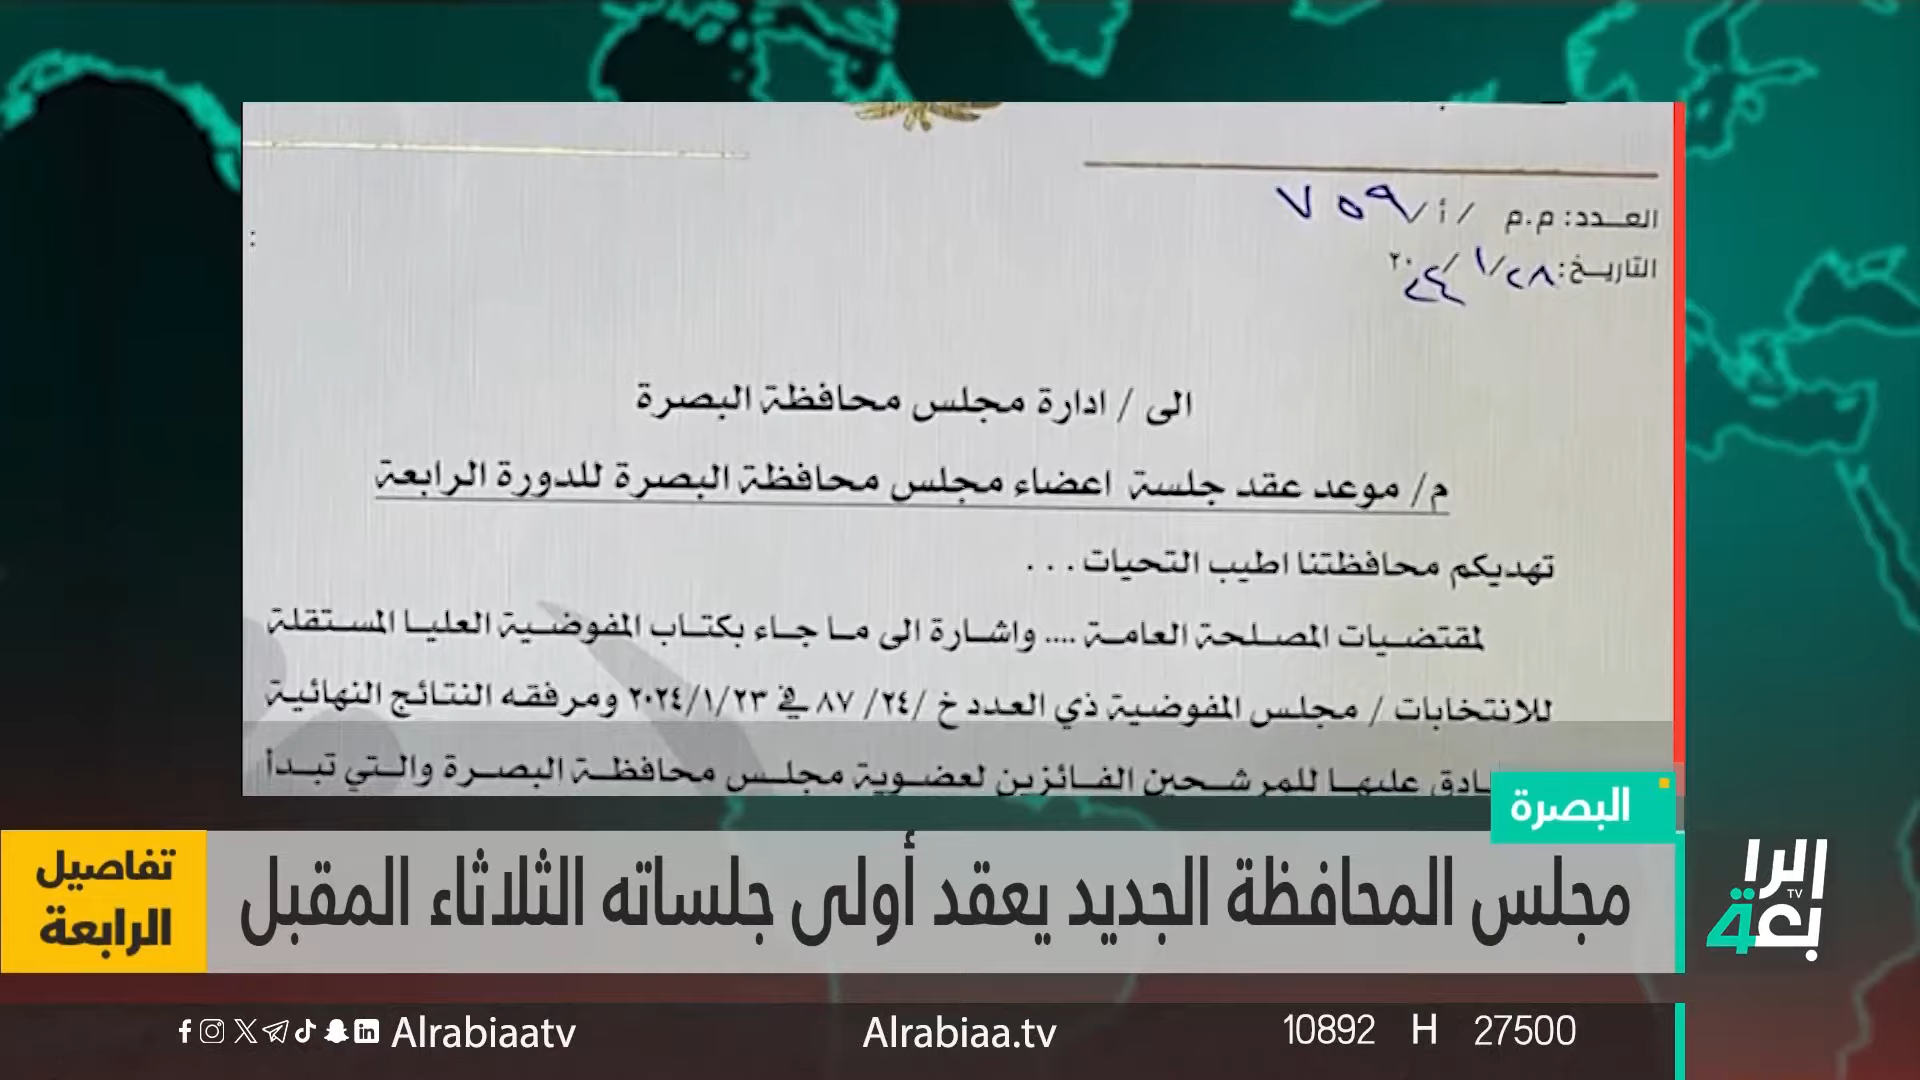 العدد: م.م / أ/ ٧٥٩
التاريخ: ٢٨/ ١/ ٢٠٢٤
الى / ادارة مجلس محافظة البصرة
م/ موعد عقد جلسة اعضاء مجلس محافظة البصرة للدورة الرابعة
تهديكم محافظتنا اطيب التحيات . . .
لمقتضيات المصلحة العامة .... واشارة الى ما جاء بكتاب المفوضية العليا المستقلة
للانتخابات / مجلس المفوضية ذي العدد خ /٢٤/ ٨٧ في ٢٠٢٤/١/٢٣ ومرفقه النتائج النهائية
عليها للمرشحين الفائزين لعضوية مجلس محافظة البصرة والتي تبدأ
البصرة
مجلس المحافظة الجديد يعقد أولى جلساته الثلاثاء المقبل
تفاصيل
الرابعة
الرا
TV
بعة 4
Alrabiaatv
Alrabiaa.tv
10892 H 27500